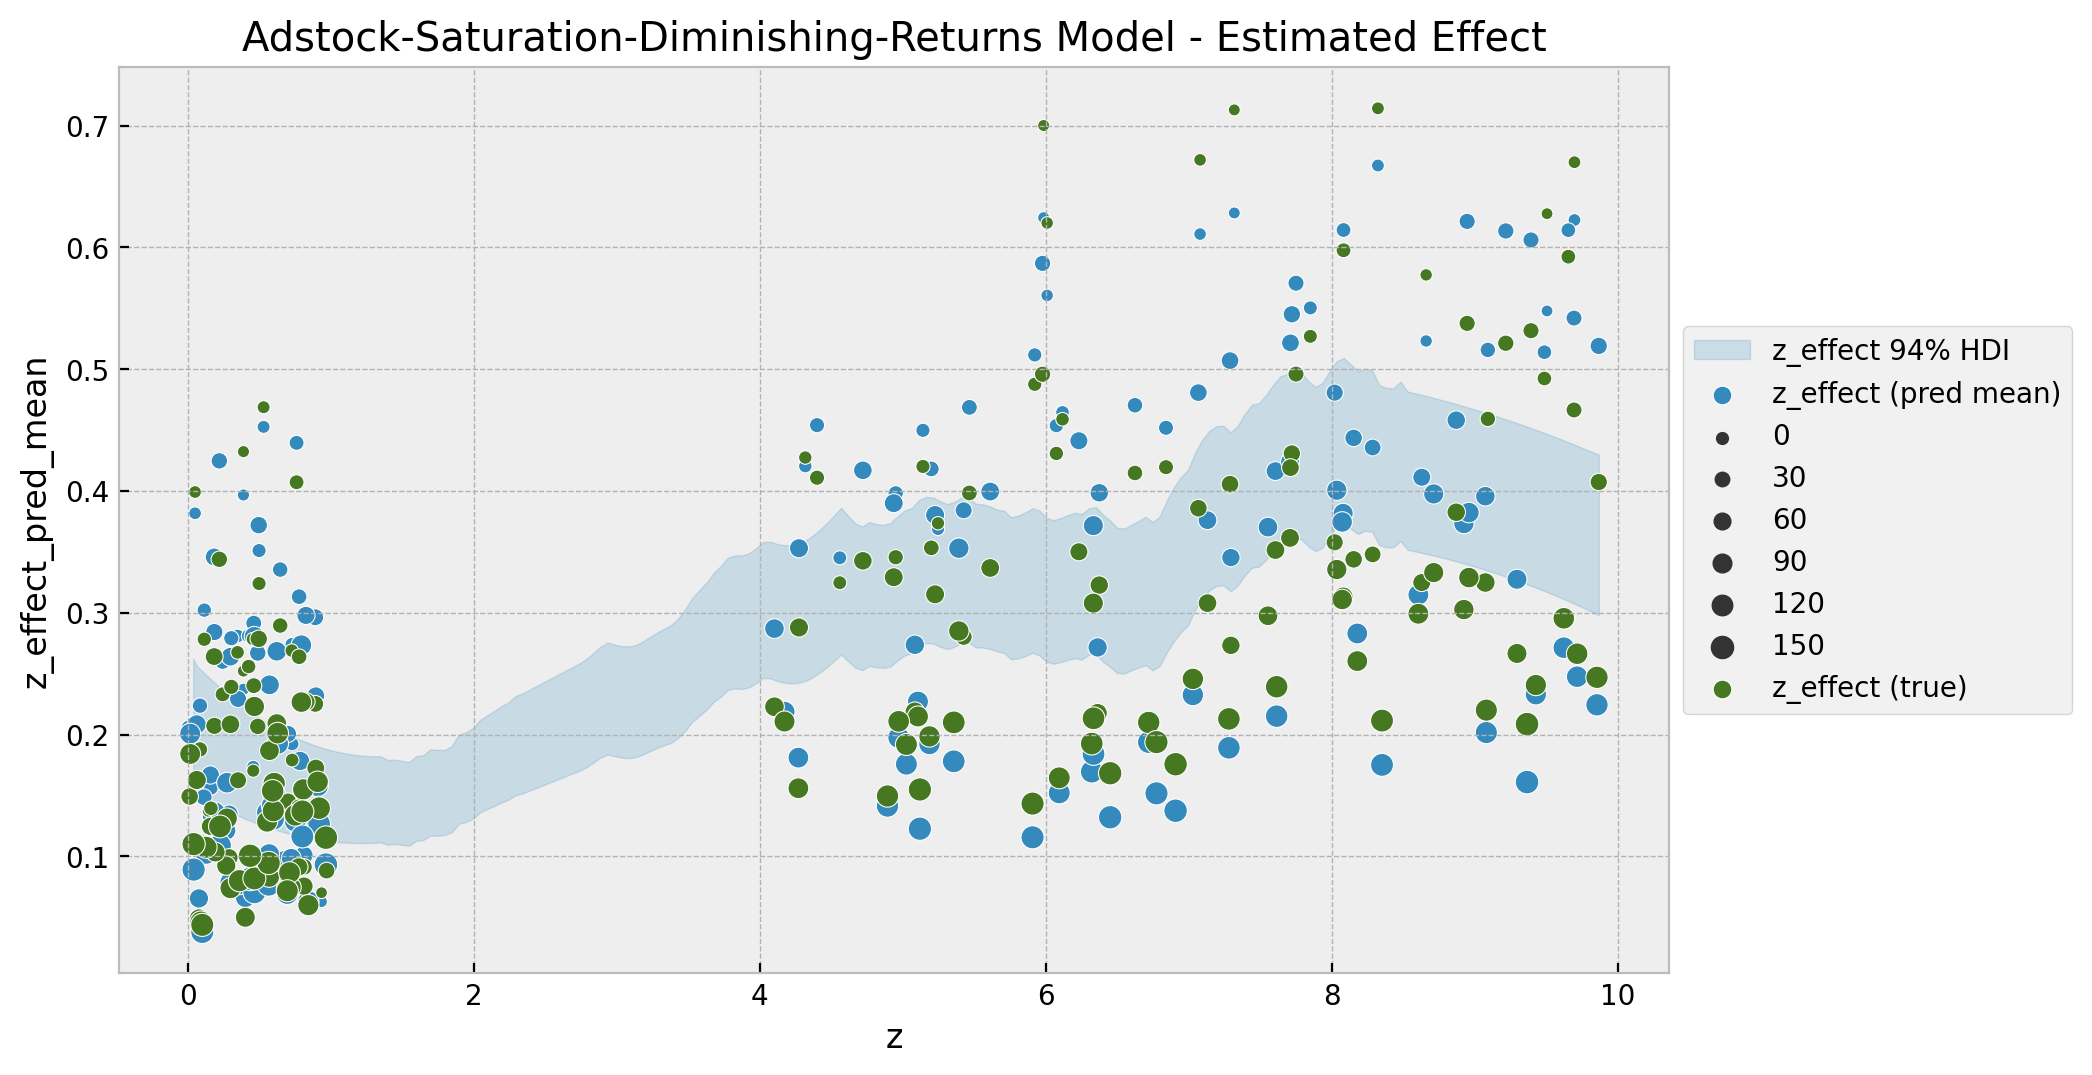 Adstock-Saturation-Diminishing-Returns Model - Estimated Effect
z_effect_pred_mean
0.7
0.6
0.5
0.4
0.3
0.2
0.1
0 2 4 6 8 10
z
z_effect 94% HDI
z_effect (pred mean)
0
30
60
90
120
150
z_effect (true)